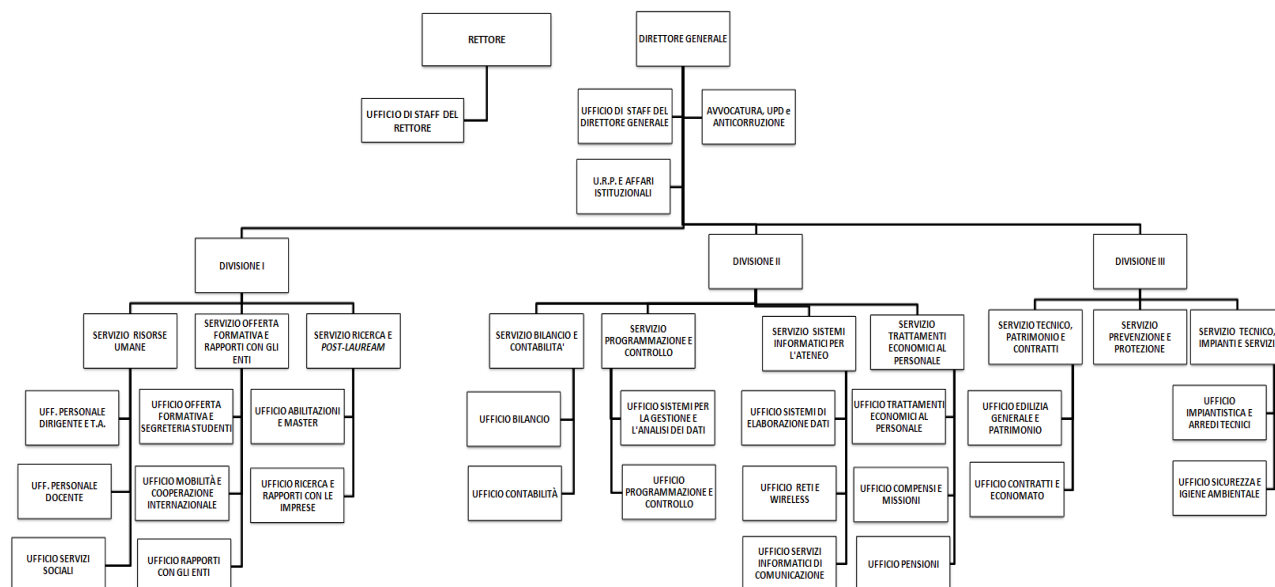 RETTORE
DIRETTORE GENERALE
UFFICIO DI STAFF DEL
RETTORE
UFFICIO DI STAFF DEL
DIRETTORE GENERALE
AVVOCATURA, UPD e
ANTICORRUZIONE
U.R.P. E AFFARI
ISTITUZIONALI
DIVISIONE I
DIVISIONE II
DIVISIONE III
SERVIZIO RISORSE
UMANE
SERVIZIO OFFERTA
FORMATIVA E
RAPPORTI CON GLI
ENTI
SERVIZIO RICERCA E
POST-LAUREAM
SERVIZIO BILANCIO E
CONTABILITA'
SERVIZIO
PROGRAMMAZIONE E
CONTROLLO
SERVIZIO SISTEMI
INFORMATICI PER
L'ATENEO
SERVIZIO
TRATTAMENTI
ECONOMICI AL
PERSONALE
SERVIZIO TECNICO,
PATRIMONIO E
CONTRATTI
SERVIZIO
PREVENZIONE E
PROTEZIONE
SERVIZIO TECNICO,
IMPIANTI E SERVIZI
UFF. PERSONALE
DIRIGENTE E T.A.
UFFICIO OFFERTA
FORMATIVA E
SEGRETERIA STUDENTI
UFFICIO ABILITAZIONI
E MASTER
UFFICIO BILANCIO
UFFICIO SISTEMI PER
LA GESTIONE E
L'ANALISI DEI DATI
UFFICIO SISTEMI DI
ELABORAZIONE DATI
UFFICIO TRATTAMENTI
ECONOMICI AL
PERSONALE
UFFICIO EDILIZIA
GENERALE E
PATRIMONIO
UFFICIO
IMPIANTISTICA E
ARREDI TECNICI
UFF. PERSONALE
DOCENTE
UFFICIO MOBILITÀ E
COOPERAZIONE
INTERNAZIONALE
UFFICIO RICERCA E
RAPPORTI CON LE
IMPRESE
UFFICIO CONTABILITÀ
UFFICIO
PROGRAMMAZIONE E
CONTROLLO
UFFICIO RETI E
WIRELESS
UFFICIO COMPENSI E
MISSIONI
UFFICIO CONTRATTI E
ECONOMATO
UFFICIO SICUREZZA E
IGIENE AMBIENTALE
UFFICIO SERVIZI
SOCIALI
UFFICIO RAPPORTI
CON GLI ENTI
UFFICIO SERVIZI
INFORMATICI DI
COMUNICAZIONE
UFFICIO PENSIONI